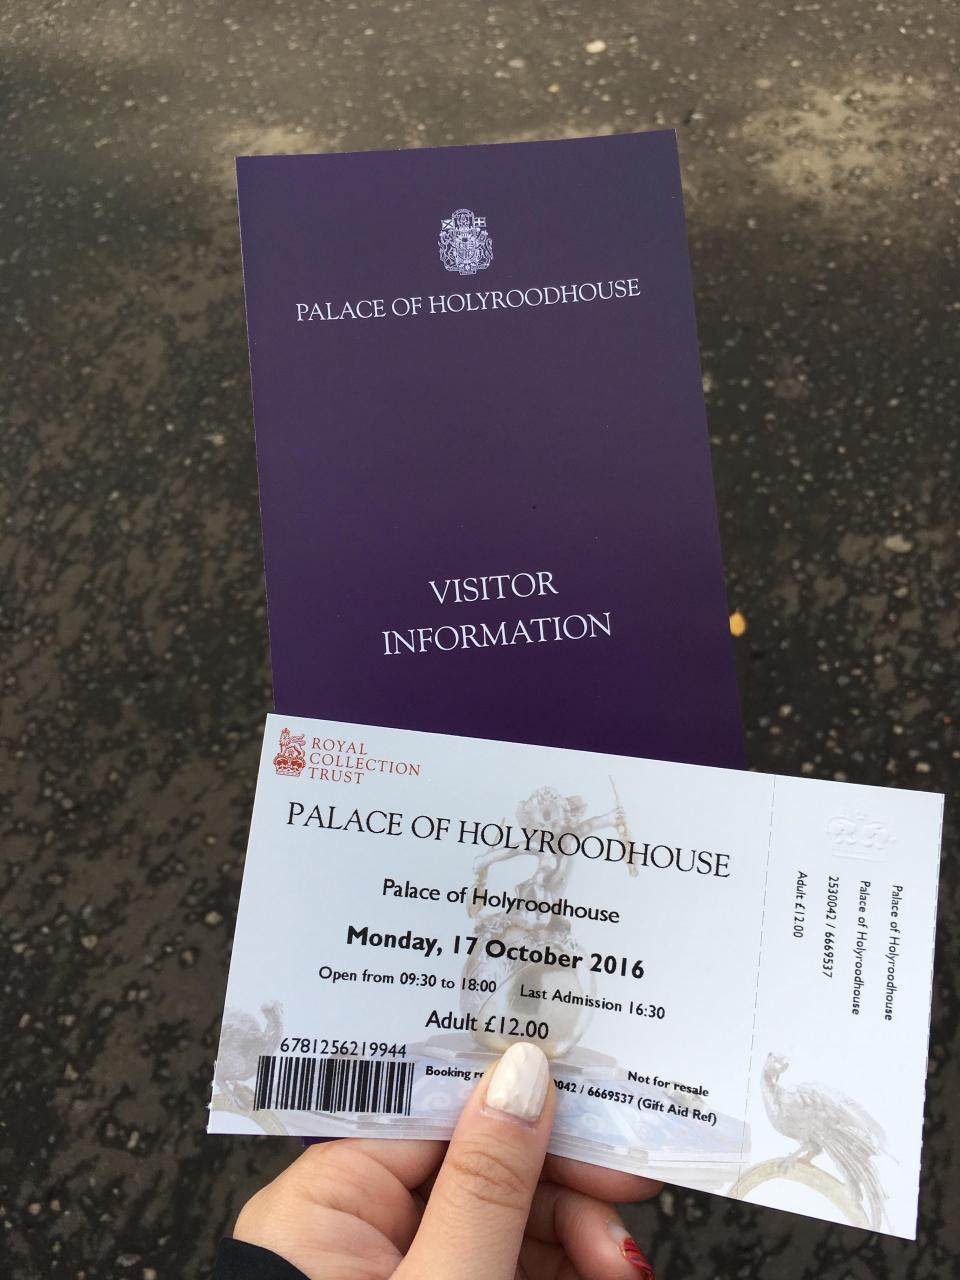 PALACE OF HOLYROODHOUSE
VISITOR
INFORMATION
ROYAL
COLLECTION
TRUST
PALACE OF HOLYROODHOUSE
Palace of Holyroodhouse
Monday, 17 October 2016
Open from 09:30 to 18:00 Last Admission 16:30
Adult £12.00
6781256219944
Not for resale
Booking 0042 / 6669537 (Gift Aid Ref)
Palace of Holyroodhouse
Palace of Holyroodhouse
2530042 / 6669537
Adult £12.00